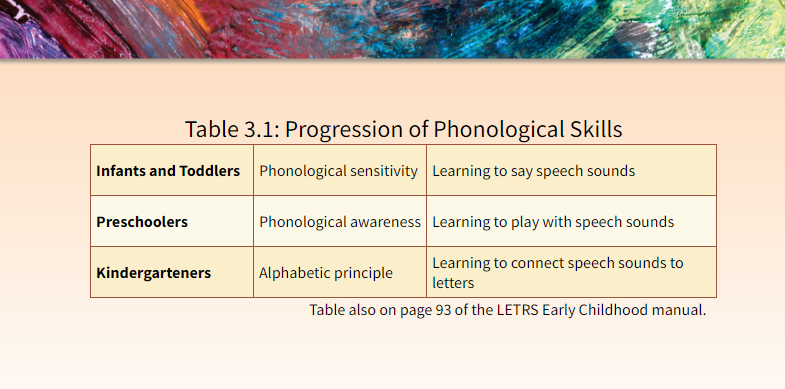 Table 3.1: Progression of Phonological Skills
Infants and Toddlers Phonological sensitivity Learning to say speech sounds
Preschoolers Phonological awareness Learning to play with speech sounds
Kindergarteners Alphabetic principle Learning to connect speech sounds to
letters
Table also on page 93 of the LETRS Early Childhood manual.